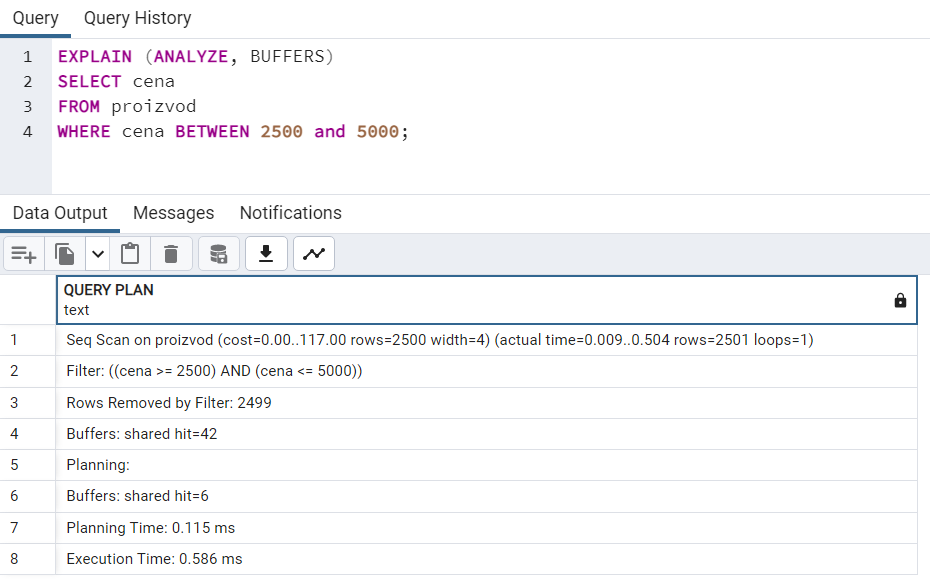 Query Query History
1 EXPLAIN (ANALYZE, BUFFERS)
2 SELECT cena
3 FROM proizvod
4 WHERE cena BETWEEN 2500 and 5000;
Data Output Messages Notifications
QUERY PLAN
text
1 Seq Scan on proizvod (cost=0.00..117.00 rows=2500 width=4) (actual time=0.009..0.504 rows=2501 loops=1)
2 Filter: ((cena >= 2500) AND (cena <= 5000))
3 Rows Removed by Filter: 2499
4 Buffers: shared hit=42
5 Planning:
6 Buffers: shared hit=6
7 Planning Time: 0.115 ms
8 Execution Time: 0.586 ms